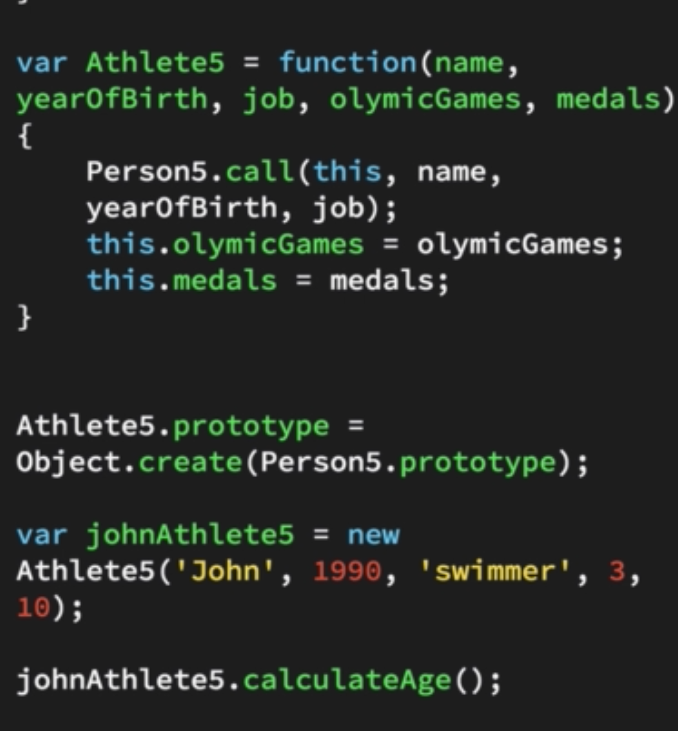 var Athlete5 = function(name,
yearOfBirth, job, olymicGames, medals)
{
Person5.call(this, name,
yearOfBirth, job);
this.olymicGames = olymicGames;
this.medals = medals;
}
Athlete5.prototype =
Object.create(Person5.prototype);
var johnAthlete5 = new
Athlete5('John', 1990, 'swimmer', 3,
10);
johnAthlete5.calculateAge();